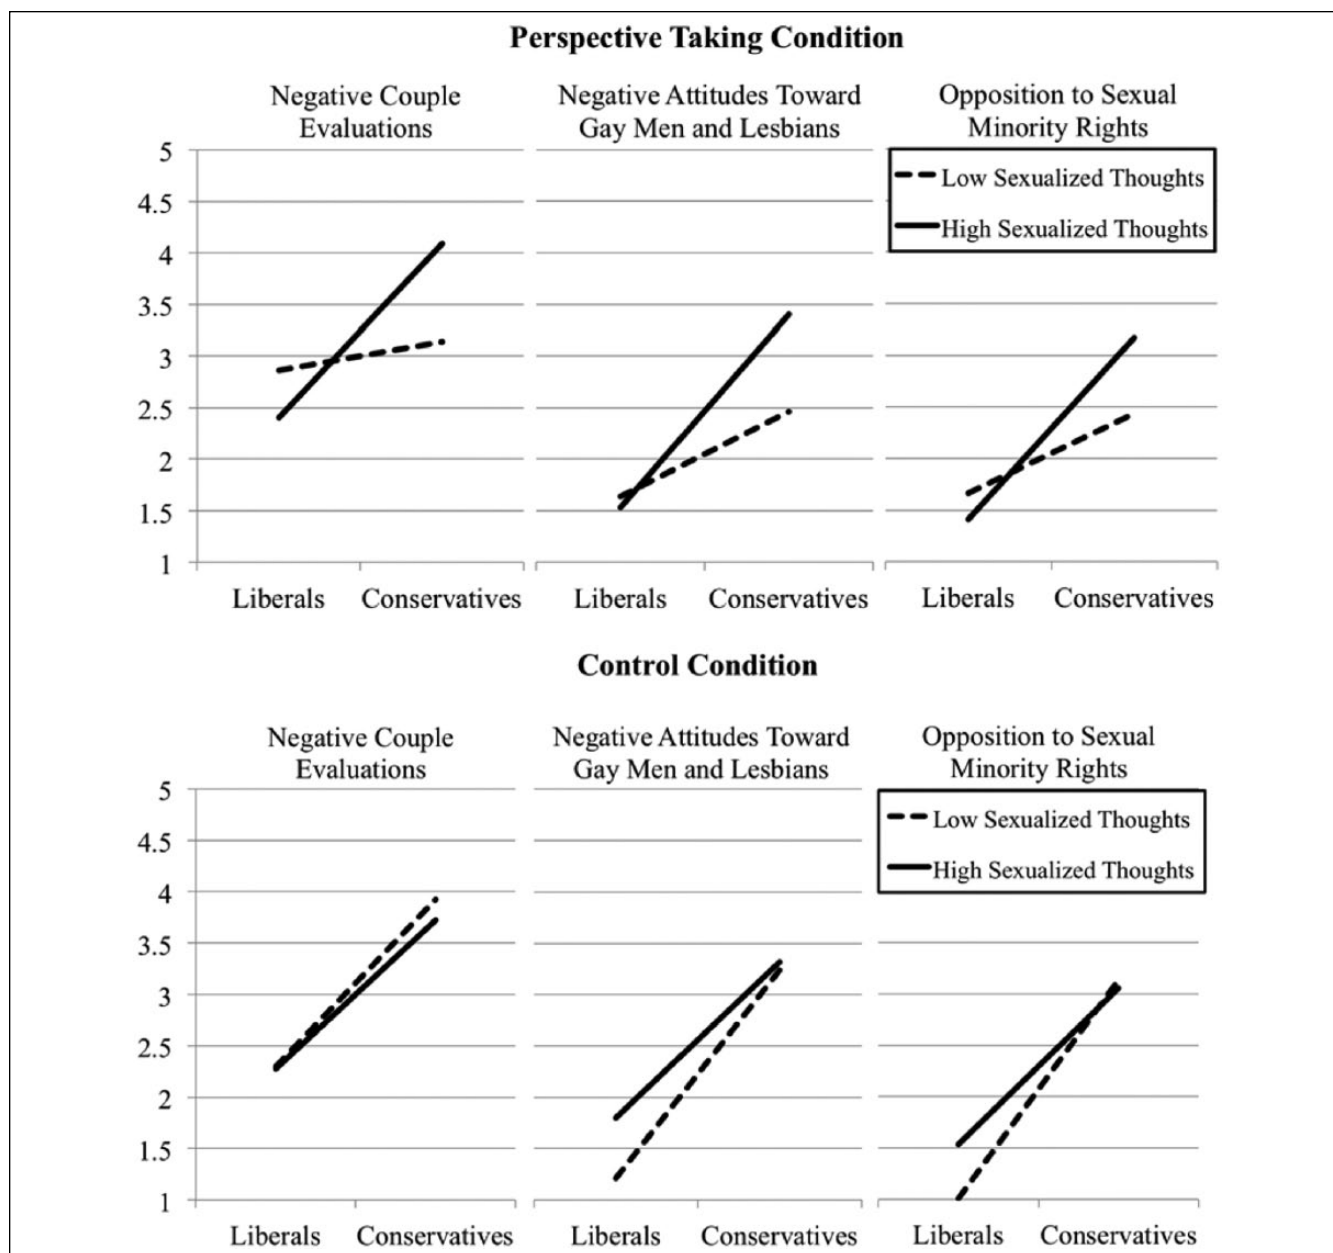 Perspective Taking Condition
Negative Couple
Evaluations
Negative Attitudes Toward
Gay Men and Lesbians
Opposition to Sexual
Minority Rights
Low Sexualized Thoughts
High Sexualized Thoughts
5
4.5
4
3.5
3
2.5
2
1.5
1
Liberals Conservatives
Liberals Conservatives
Liberals Conservatives
Control Condition
Negative Couple
Evaluations
Negative Attitudes Toward
Gay Men and Lesbians
Opposition to Sexual
Minority Rights
Low Sexualized Thoughts
High Sexualized Thoughts
5
4.5
4
3.5
3
2.5
2
1.5
1
Liberals Conservatives
Liberals Conservatives
Liberals Conservatives